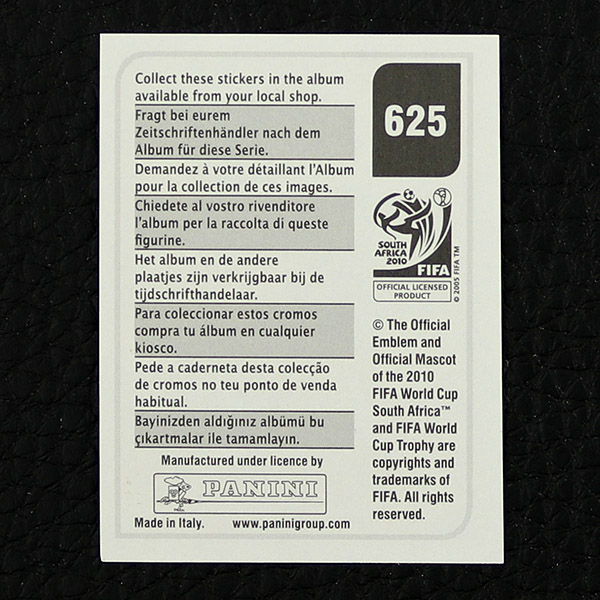 Collect these stickers in the album
available from your local shop.
Fragt bei eurem
Zeitschriftenhändler nach dem
Album für diese Serie.
Demandez à votre détaillant l'Album
pour la collection de ces images.
Chiedete al vostro rivenditore
l'album per la raccolta di queste
figurine.
Het album en de andere
plaatjes zijn verkrijgbaar bij de
tijdschrifthandelaar.
Para coleccionar estos cromos
compra tu álbum en cualquier
kiosco.
Pede a caderneta desta colecção
de cromos no teu ponto de venda
habitual.
Bayinizden aldığınız albümü bu
çıkartmalar ile tamamlayın.
Manufactured under licence by
PANINI
Made in Italy. www.paninigroup.com
625
SOUTH
AFRICA
2010
FIFA
© 2005 FIFA TM
OFFICIAL LICENSED
PRODUCT
© The Official
Emblem and
Official Mascot
of the 2010
FIFA World Cup
South Africa™
and FIFA World
Cup Trophy are
copyrights and
trademarks of
FIFA. All rights
reserved.